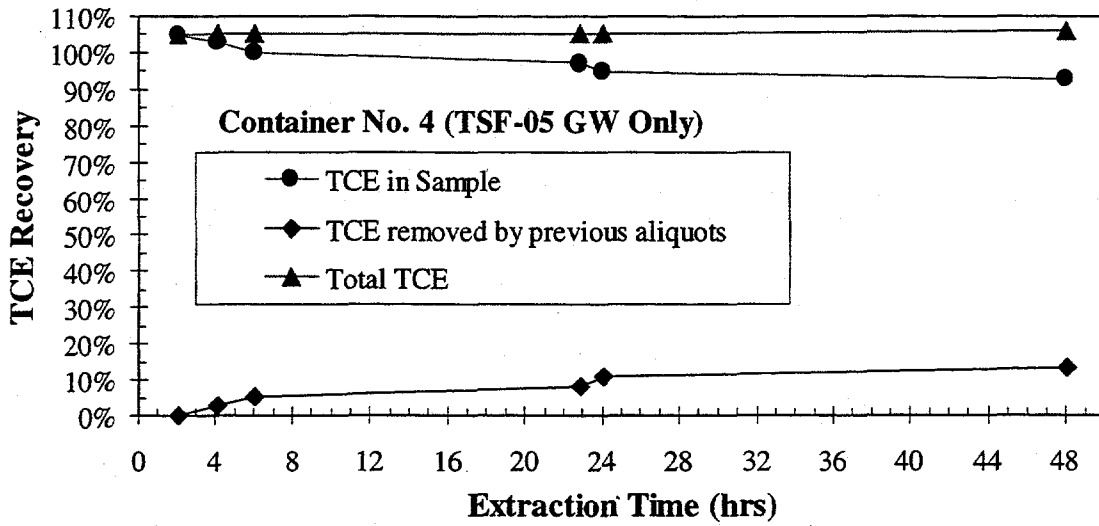 110%
100%
90%
80%
70%
60%
50%
40%
30%
20%
10%
0%
TCE Recovery
Container No. 4 (TSF-05 GW Only)
TCE in Sample
TCE removed by previous aliquots
Total TCE
0 4 8 12 16 20 24 28 32 36 40 44 48
Extraction Time (hrs)